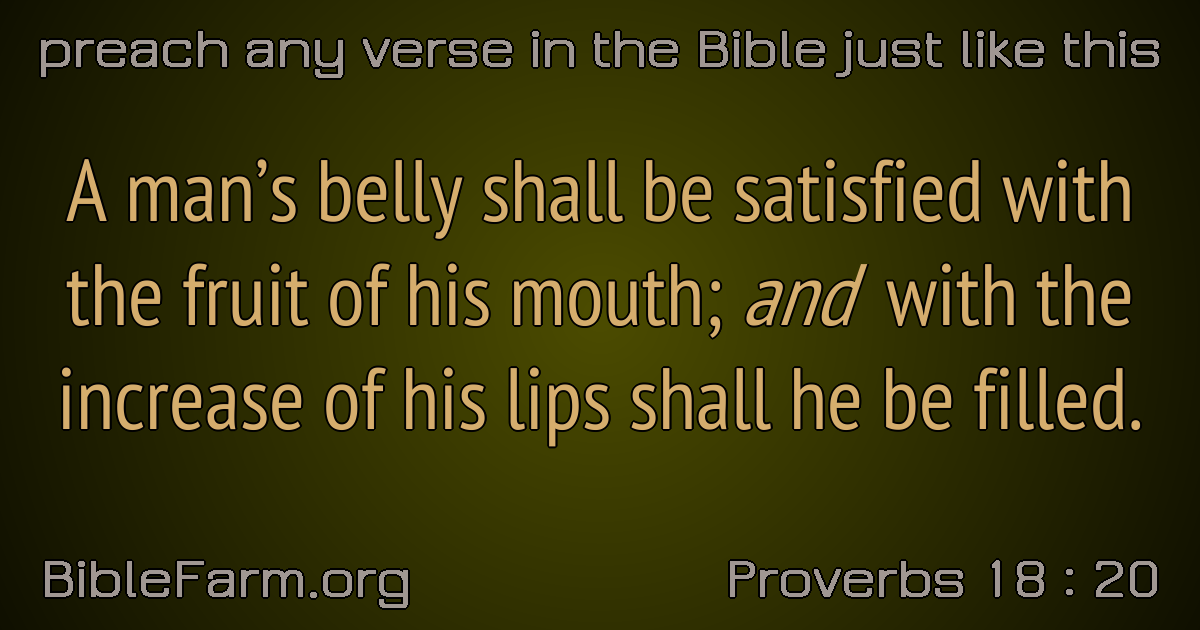 preach any verse in the Bible just like this
A man’s belly shall be satisfied with
the fruit of his mouth; and with the
increase of his lips shall he be filled.
BibleFarm.org
Proverbs 18 : 20